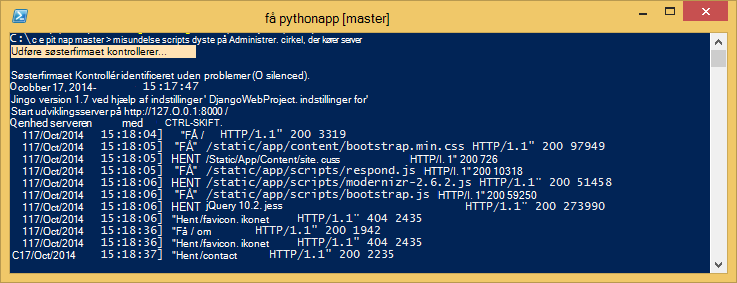 få pythonapp [master]
C:\c e pit nap master > misundelse scripts dyste på Administrer. cirkel, der kører server
Udføre søsterfirmaet kontrollerer...
Søsterfirmaet Kontrollér identificeret uden problemer (O silenced).
Ocobber 17, 2014- 15:17:47
Jingo version 1.7 ved hjælp af indstillinger ' DjangoWebProject. indstillinger for'
Start udviklingsserver på http://127.O.0.1:8000 /
Qenhed serveren med CTRL-SKIFT.
117/Oct/2014 15:18:04] "FÅ / HTTP/1.1" 200 3319
117/Oct/2014 15:18:05] "FÅ" /static/app/content/bootstrap.min.css HTTP/1.1" 200 97949
117/Oct/2014 15:18:05] HENT /Static/App/Content/site. cuss HTTP/l. 1" 200 726
117/Oct/2014 15:18:06] "FÅ" /static/app/scripts/respond.js HTTP/l. 1" 200 10318
117/Oct/2014 15:18:06] HENT /static/app/scripts/modernizr-2.6.2.js HTTP/1.1" 200 51458
117/Oct/2014 15:18:06] "FÅ" /static/app/scripts/bootstrap.js HTTP/l. 1" 200 59250
117/Oct/2014 15:18:06] HENT jQuery 10.2. jess HTTP/1.1" 200 273990
117/Oct/2014 15:18:06] "Hent /favicon. ikonet HTTP/1.1" 404 2435
117/Oct/2014 15:18:36] "Få / om HTTP/1.1" 200 1942
117/Oct/2014 15:18:36] "Hent /favicon. ikonet HTTP/1.1" 404 2435
C17/Oct/2014 15:18:37] "Hent /contact HTTP/1.1" 200 2235